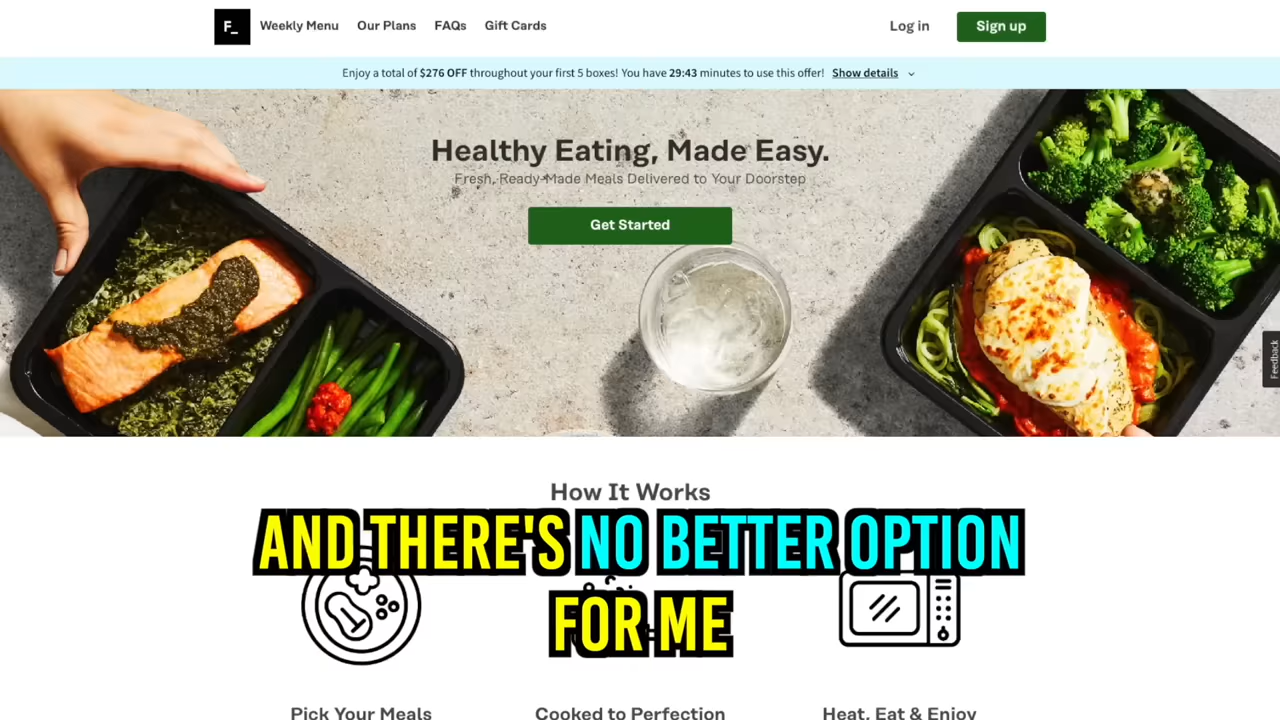 F_
Weekly Menu
Our Plans
FAQs
Gift Cards
Log in
Sign up
Enjoy a total of $276 OFF throughout your first 5 boxes! You have 29:43 minutes to use this offer! Show details
Healthy Eating, Made Easy.
Fresh, Ready-Made Meals Delivered to Your Doorstep
Get Started
Feedback
How It Works
AND THERE'S NO BETTER OPTION
FOR ME
Pick Your Meals
Cooked to Perfection
Heat, Eat & Enjoy